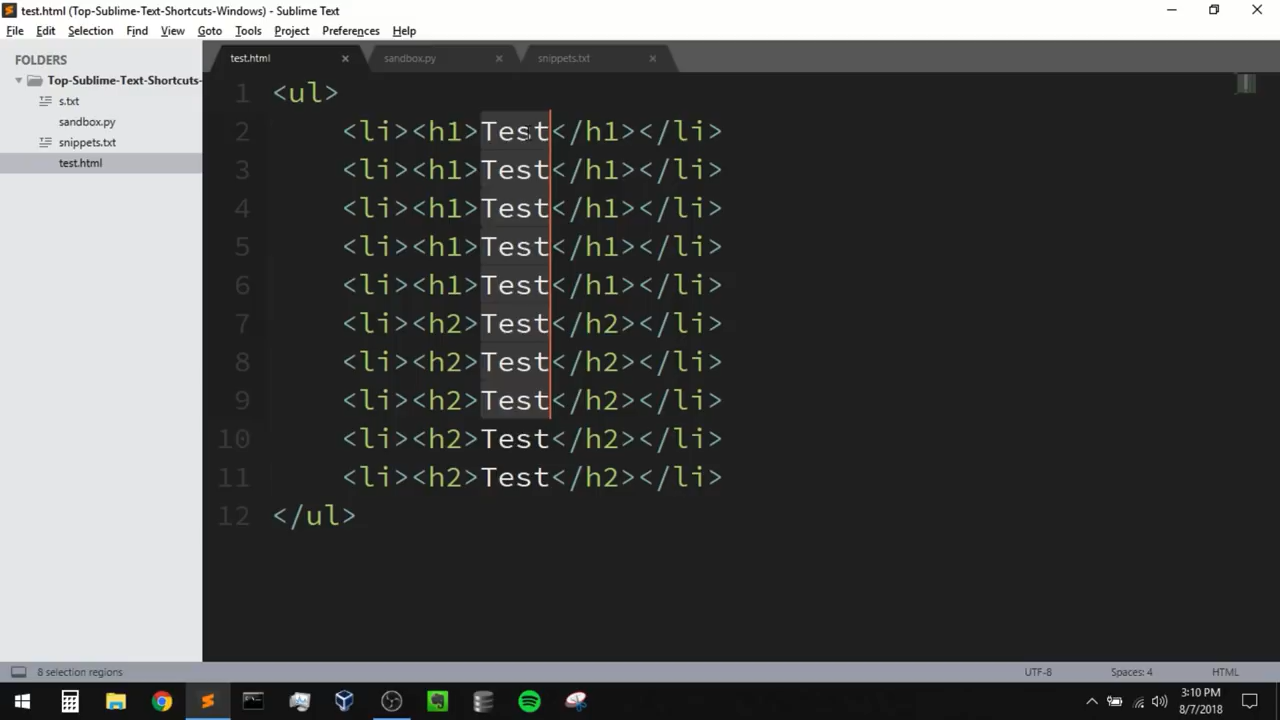 test.html (Top-Sublime-Text-Shortcuts-Windows) - Sublime Text
File Edit Selection Find View Goto Tools Project Preferences Help
FOLDERS
Top-Sublime-Text-Shortcuts-
s.txt
sandbox.py
snippets.txt
test.html
test.html sandbox.py snippets.txt
1 <ul>
2 <li><h1>Test</h1></li>
3 <li><h1>Test</h1></li>
4 <li><h1>Test</h1></li>
5 <li><h1>Test</h1></li>
6 <li><h1>Test</h1></li>
7 <li><h2>Test</h2></li>
8 <li><h2>Test</h2></li>
9 <li><h2>Test</h2></li>
10 <li><h2>Test</h2></li>
11 <li><h2>Test</h2></li>
12 </ul>
8 selection regions UTF-8 Spaces: 4 HTML
3:10 PM
8/7/2018